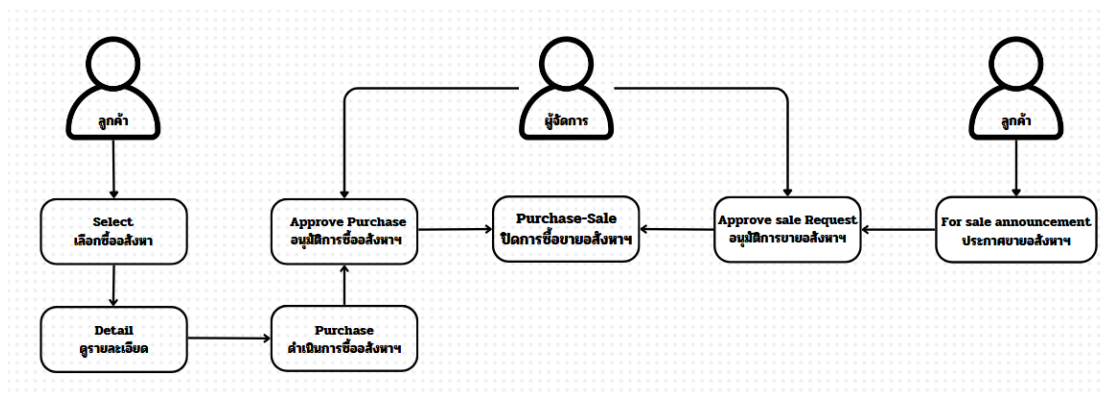 ลูกค้า
ผู้จัดการ
ลูกค้า
Select
เลือกซื้ออสังหา
Approve Purchase
อนุมัติการซื้ออสังหาฯ
Purchase-Sale
ปิดการซื้อขายอสังหาฯ
Approve sale Request
อนุมัติการขายอสังหาฯ
For sale announcement
ประกาศขายอสังหาฯ
Detail
ดูรายละเอียด
Purchase
ดำเนินการซื้ออสังหาฯ